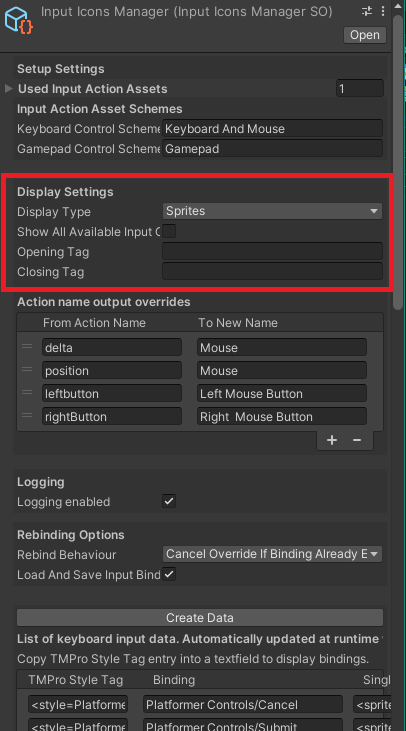 Input Icons Manager (Input Icons Manager SO)
Open
Setup Settings
Used Input Action Assets 1
Input Action Asset Schemes
Keyboard Control Scheme Keyboard And Mouse
Gamepad Control Scheme Gamepad
Display Settings
Display Type Sprites
Show All Available Input O
Opening Tag
Closing Tag
Action name output overrides
From Action Name To New Name
delta Mouse
position Mouse
leftbutton Left Mouse Button
rightButton Right Mouse Button
Logging
Logging enabled
Rebinding Options
Rebind Behaviour Cancel Override If Binding Already E
Load And Save Input Bind
Create Data
List of keyboard input data. Automatically updated at runtime
Copy TMPro Style Tag entry into a textfield to display bindings.
TMPro Style Tag Binding Singl
<style=Platforme Platformer Controls/Cancel <sprite
<style=Platforme Platformer Controls/Submit <sprite